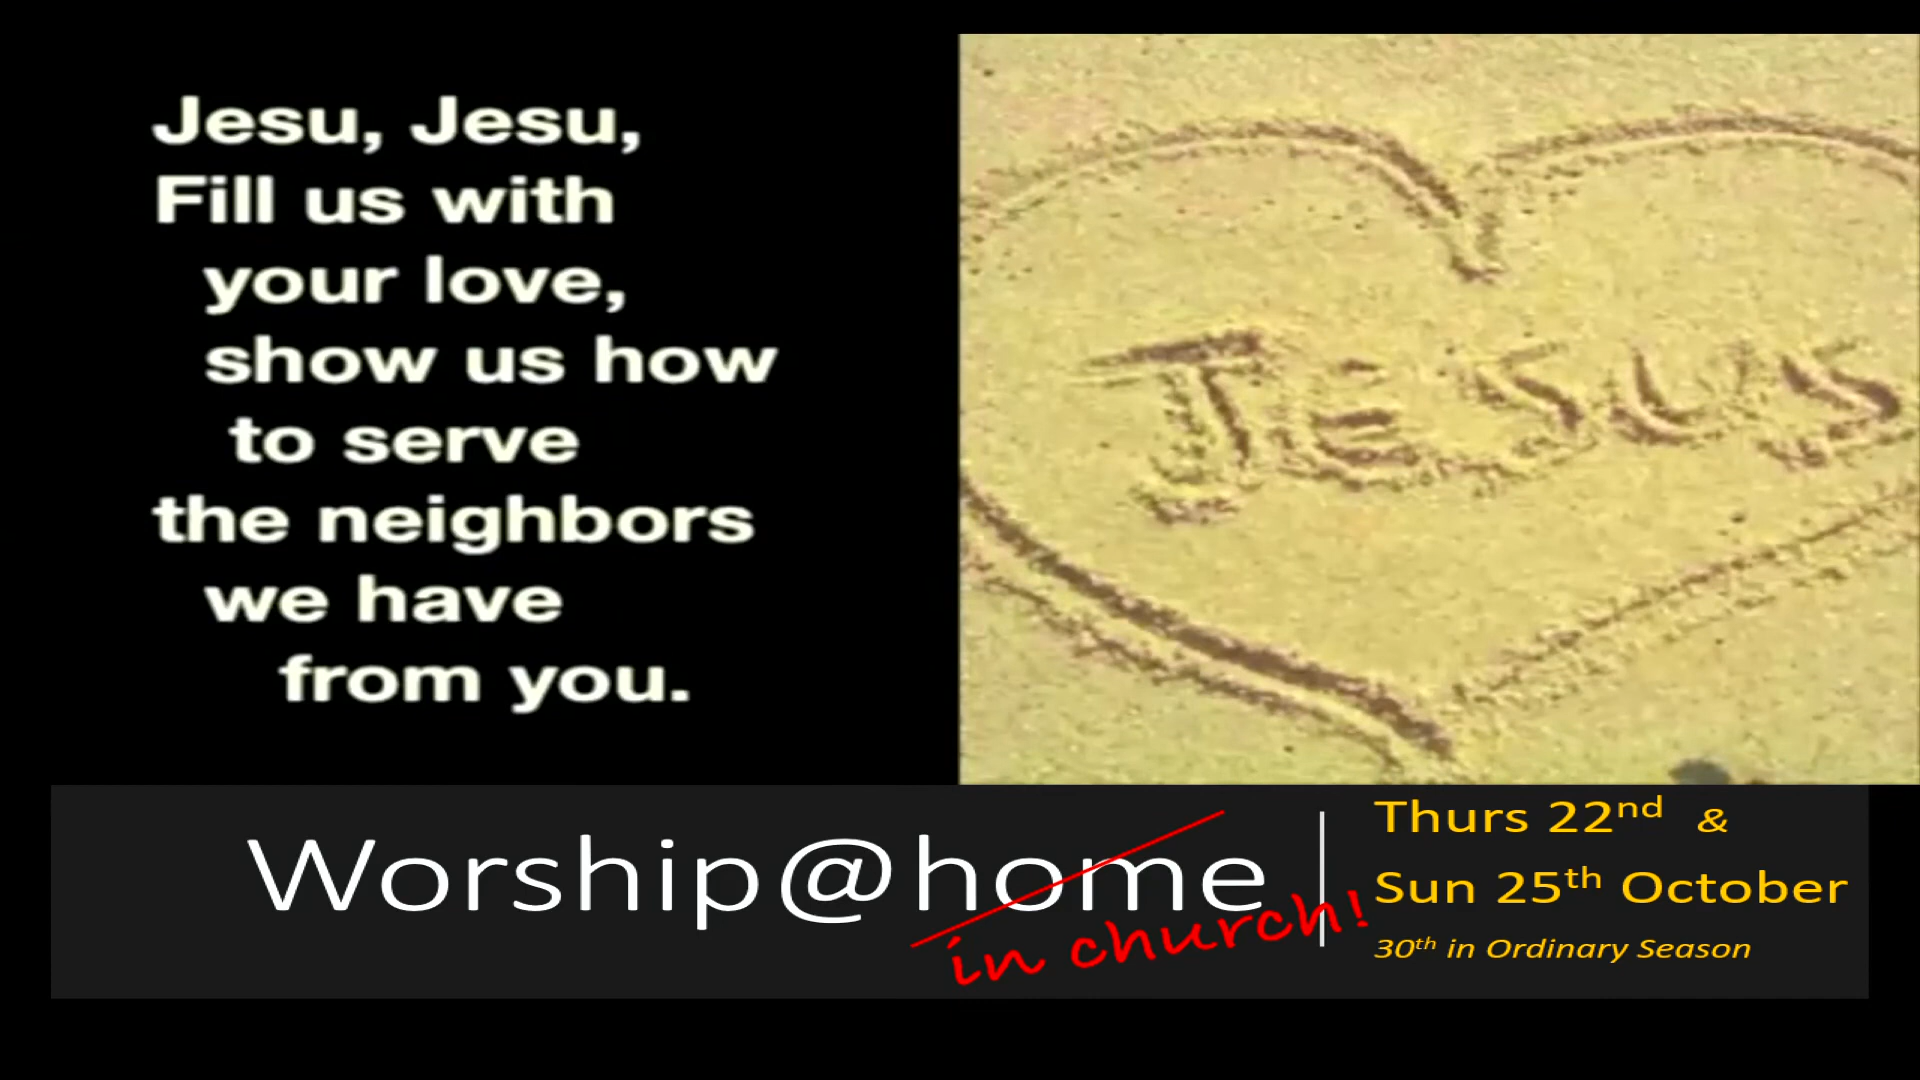 Jesu, Jesu,
Fill us with
your love,
show us how
to serve
the neighbors
we have
from you.
JESUS
Worship@home
in church!
Thurs 22nd &
Sun 25th October
30th in Ordinary Season